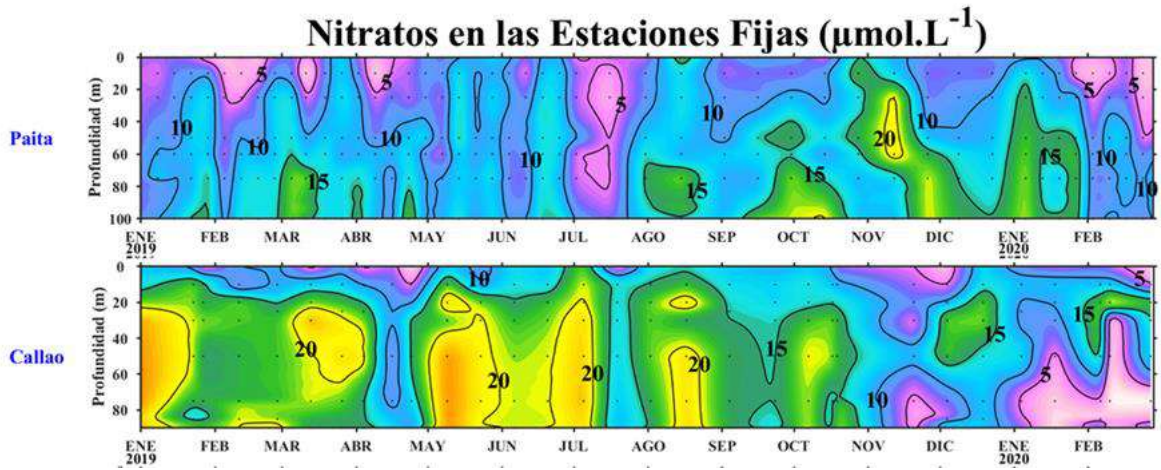 Nitratos en las Estaciones Fijas (µmol.L⁻¹)
Paita
Profundidad (m)
0
20
40
60
80
100
5 5 5 5 5
10 10 10 10 10 10 10 10
15 15 15 15
20
ENE FEB MAR ABR MAY JUN JUL AGO SEP OCT NOV DIC ENE FEB
2019 2020
Callao
Profundidad (m)
0
20
40
60
80
10 5
20 15 15 15
20 20 20
10 5
ENE FEB MAR ABR MAY JUN JUL AGO SEP OCT NOV DIC ENE FEB
2019 2020